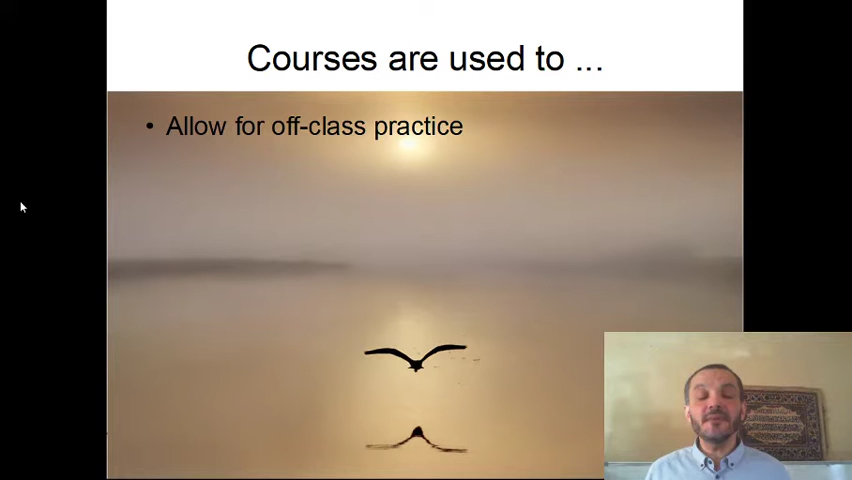 Courses are used to ...
• Allow for off-class practice